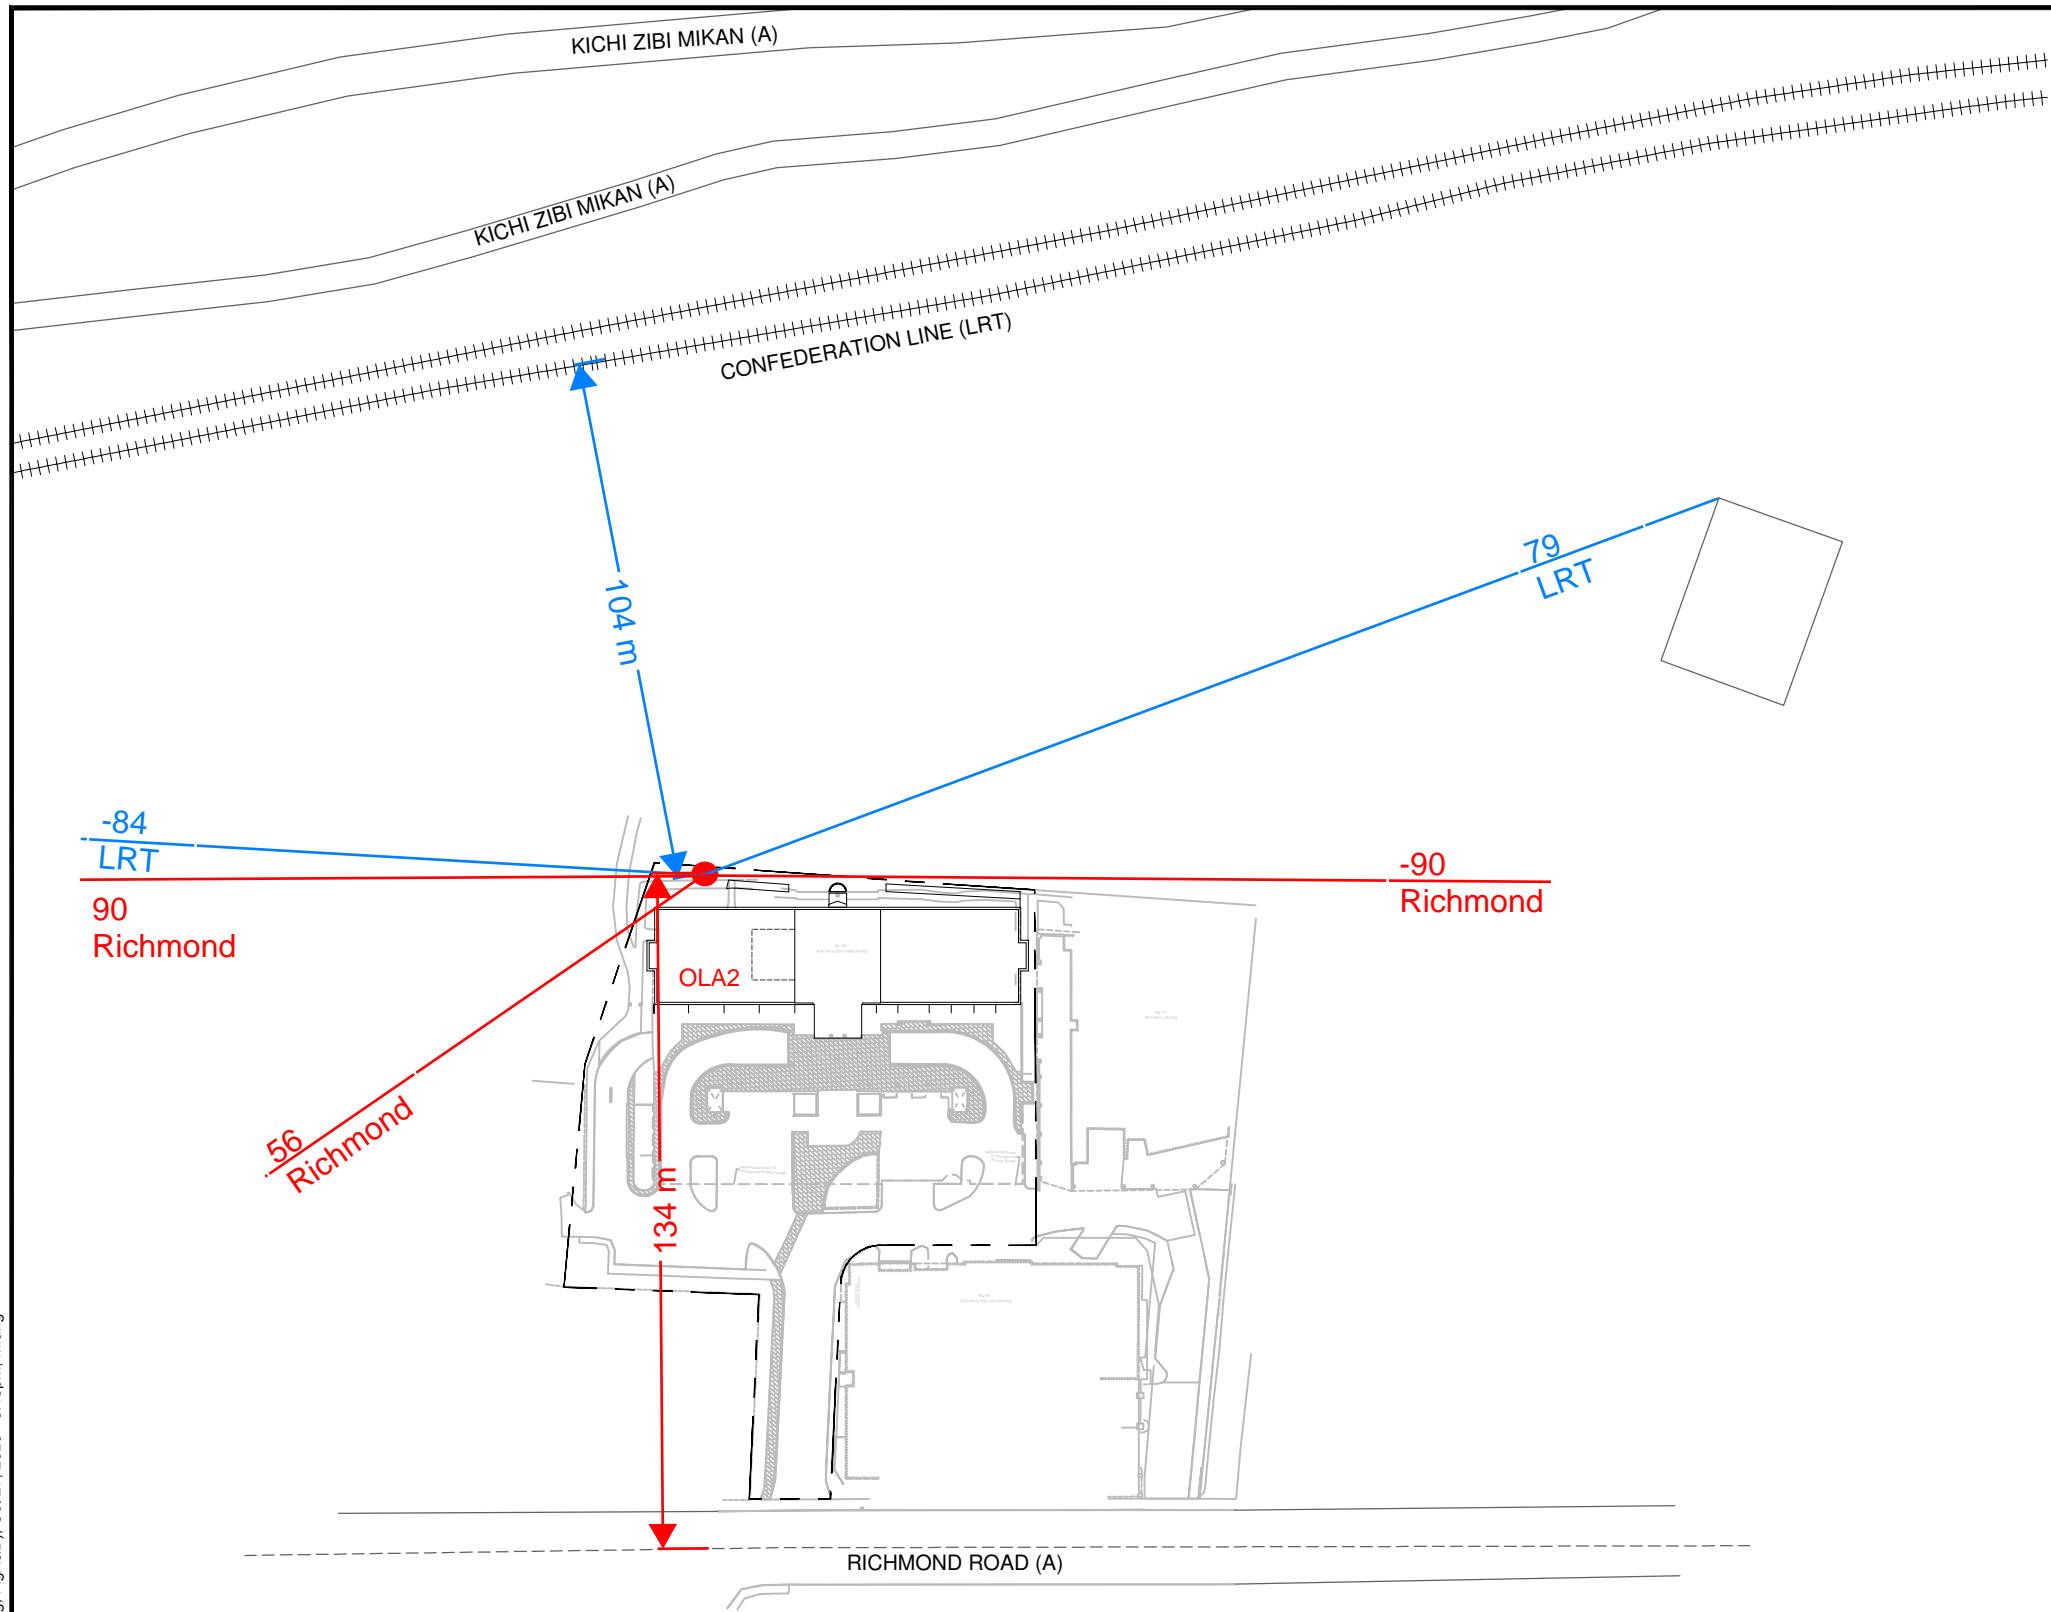 KICHI ZIBI MIKAN (A)
KICHI ZIBI MIKAN (A)
CONFEDERATION LINE (LRT)
104 m
79
LRT
-84
LRT
90
Richmond
-90
Richmond
OLA2
56
Richmond
134 m
RICHMOND ROAD (A)